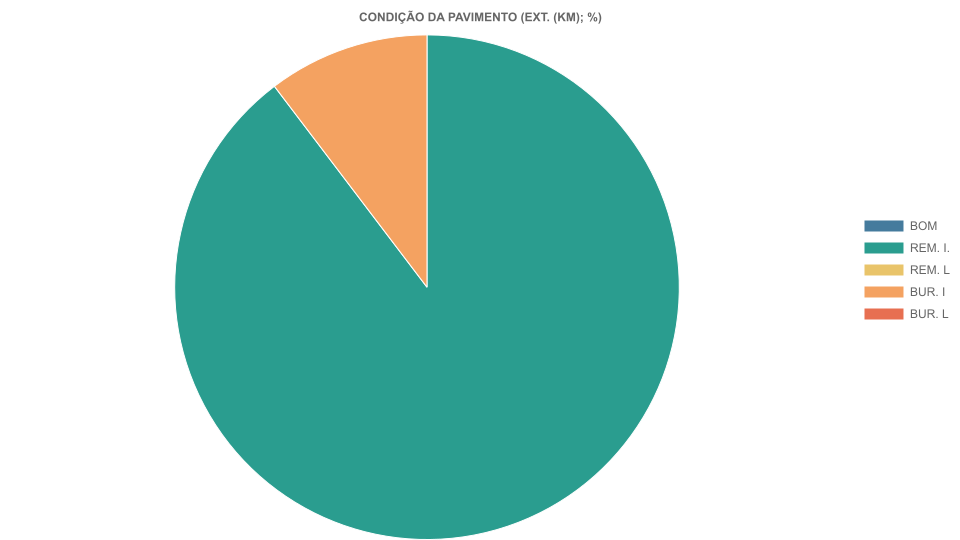 CONDIÇÃO DA PAVIMENTO (EXT. (KM); %)
BOM
REM. I.
REM. L
BUR. I
BUR. L